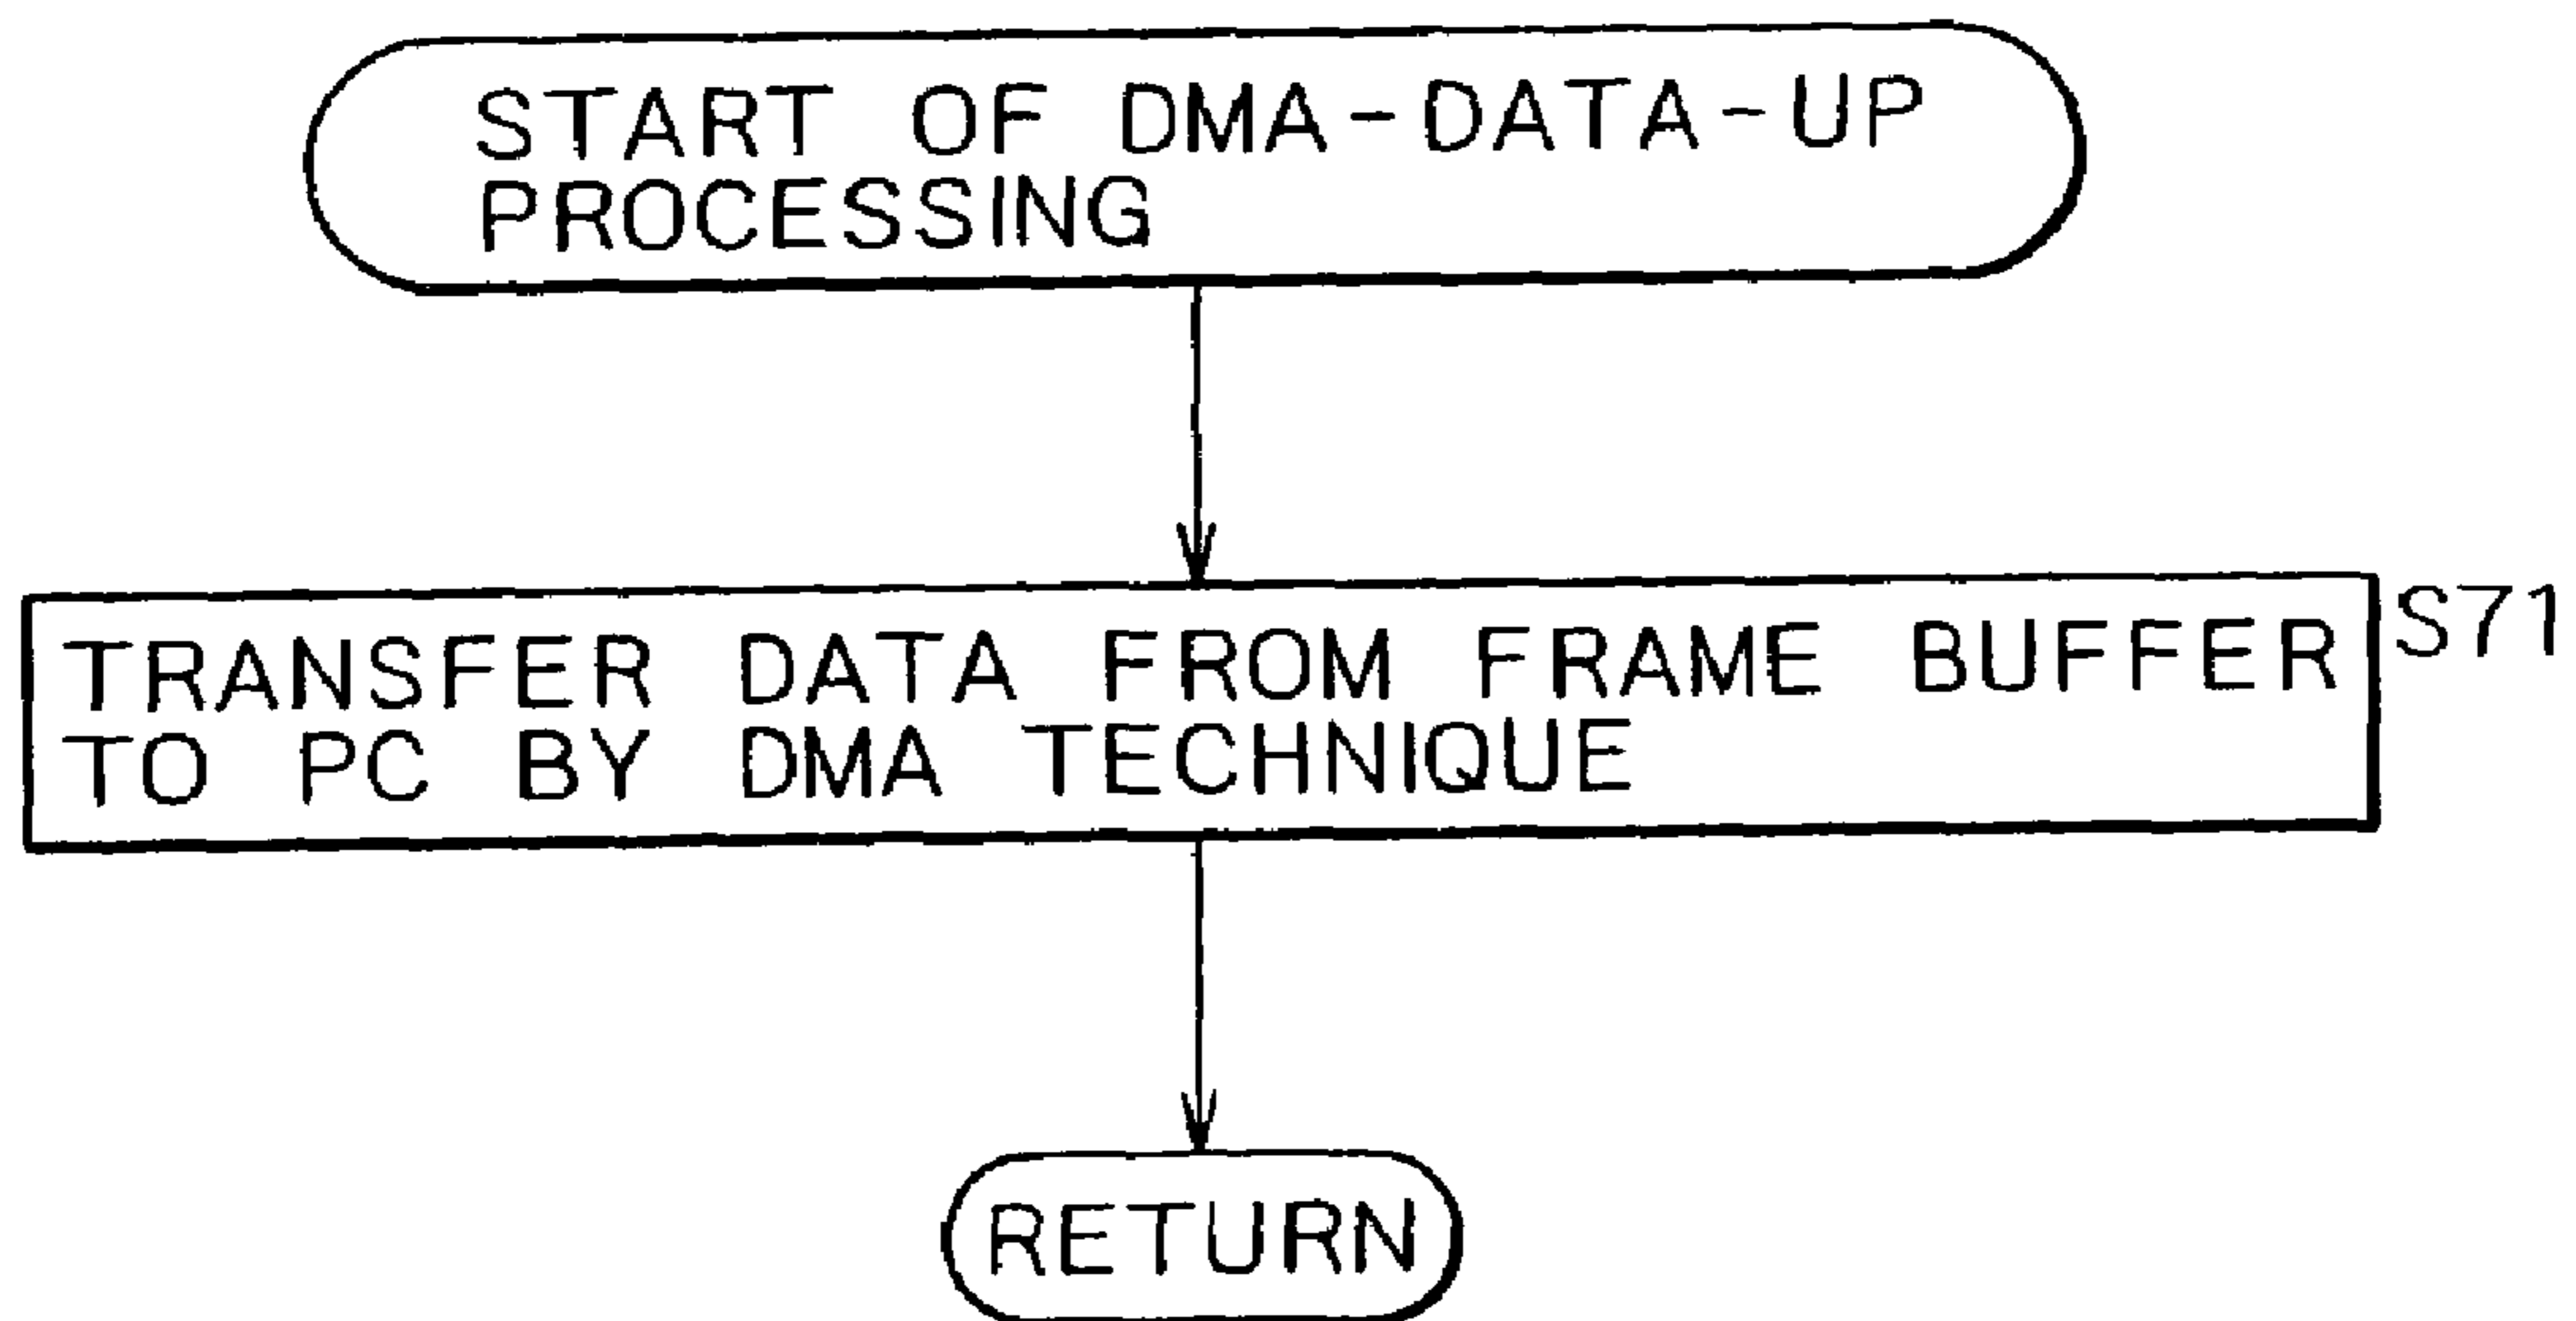 START OF DMA-DATA-UP
PROCESSING
TRANSFER DATA FROM FRAME BUFFER
TO PC BY DMA TECHNIQUE
S71
RETURN